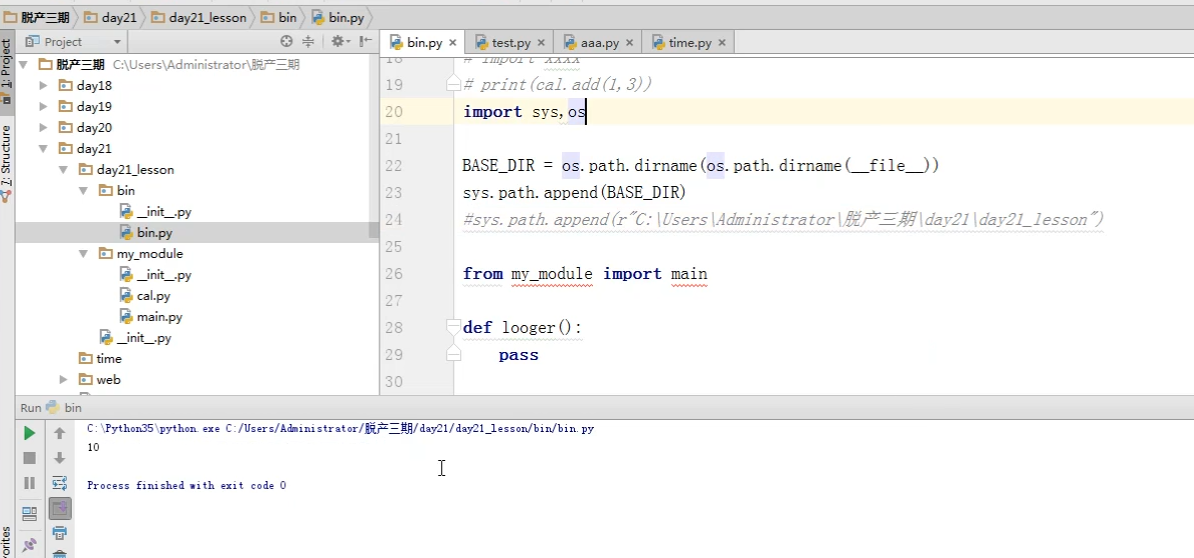 脱产三期 day21 day21_lesson bin bin.py
Project
bin.py test.py aaa.py time.py
1: Project
7: Structure
脱产三期 C:\Users\Administrator\脱产三期
day18
day19
day20
day21
day21_lesson
bin
__init__.py
bin.py
my_module
__init__.py
cal.py
main.py
__init__.py
time
web
18 # import xxxx
19 # print(cal.add(1,3))
20 import sys,os
21
22 BASE_DIR = os.path.dirname(os.path.dirname(__file__))
23 sys.path.append(BASE_DIR)
24 #sys.path.append(r"C:\Users\Administrator\脱产三期\day21\day21_lesson")
25
26 from my_module import main
27
28 def looger():
29 pass
30
Run bin
C:\Python35\python.exe C:/Users/Administrator/脱产三期/day21/day21_lesson/bin/bin.py
10
Process finished with exit code 0